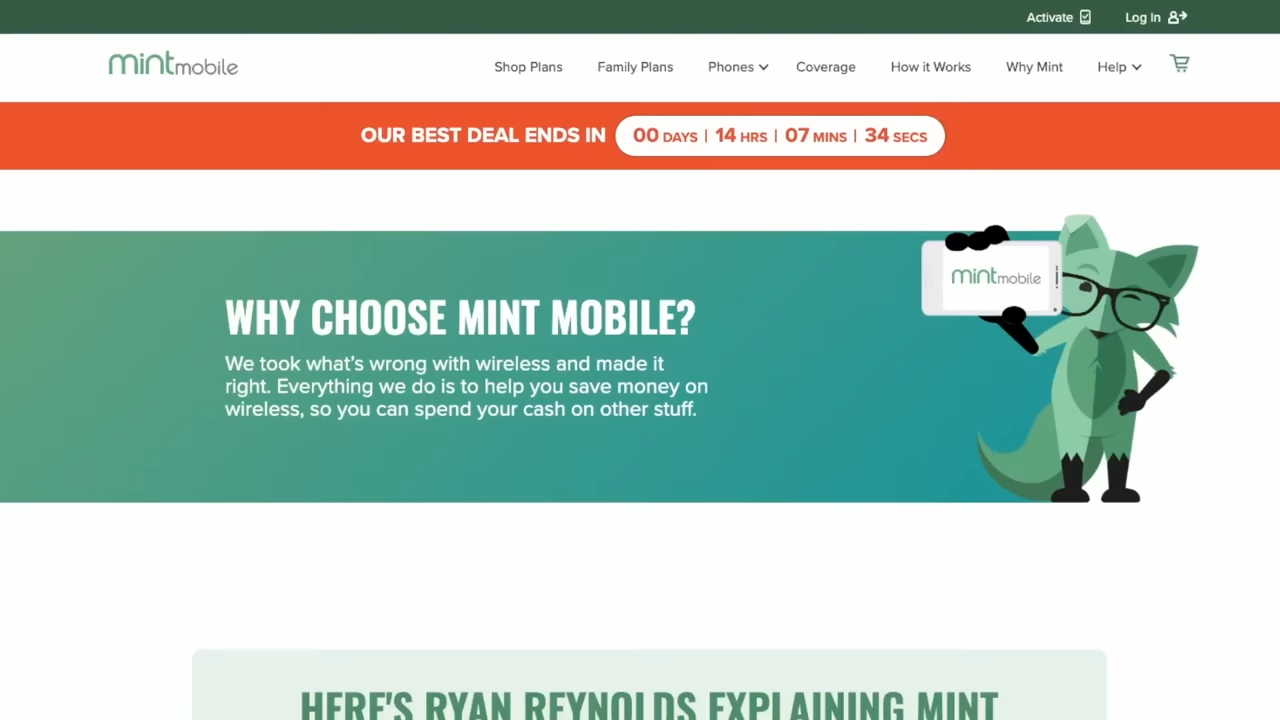 Activate
Log In
mintmobile
Shop Plans
Family Plans
Phones
Coverage
How it Works
Why Mint
Help
OUR BEST DEAL ENDS IN 00 DAYS | 14 HRS | 07 MINS | 34 SECS
mintmobile
WHY CHOOSE MINT MOBILE?
We took what's wrong with wireless and made it
right. Everything we do is to help you save money on
wireless, so you can spend your cash on other stuff.
HERE'S RYAN REYNOLDS EXPLAINING MINT